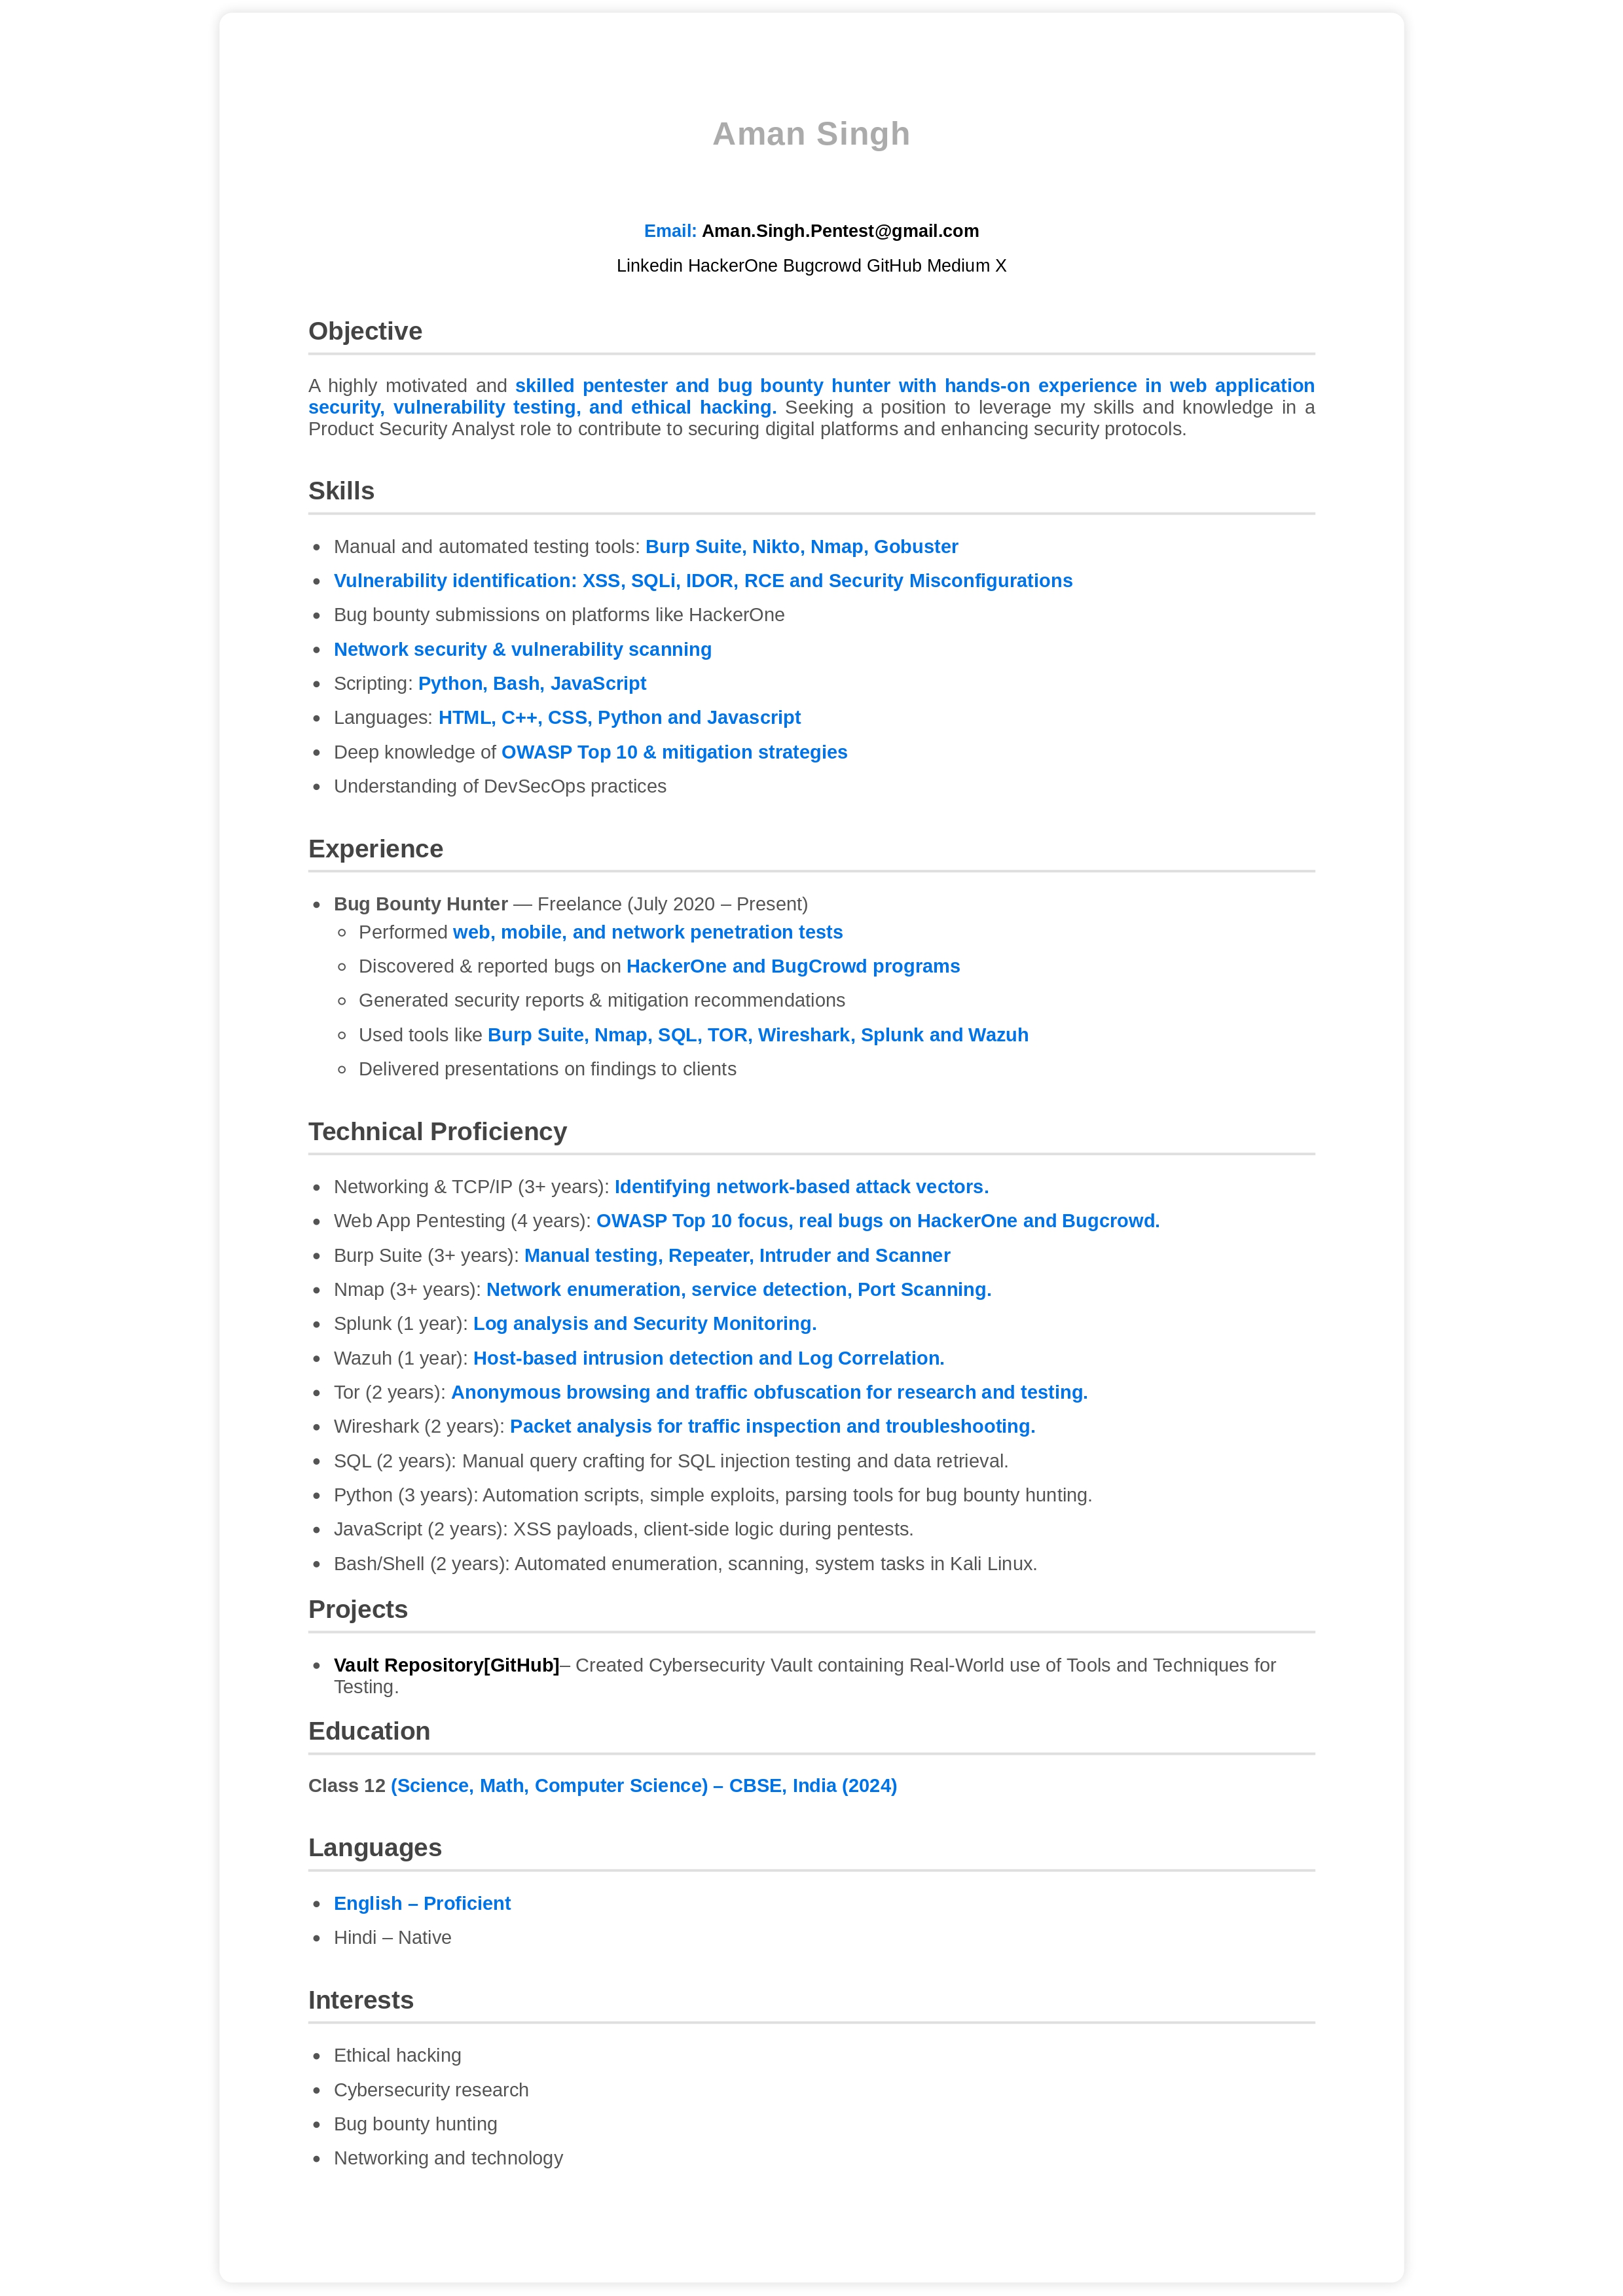 Aman Singh
Email: Aman.Singh.Pentest@gmail.com
Linkedin HackerOne Bugcrowd GitHub Medium X
Objective
A highly motivated and skilled pentester and bug bounty hunter with hands-on experience in web application
security, vulnerability testing, and ethical hacking. Seeking a position to leverage my skills and knowledge in a
Product Security Analyst role to contribute to securing digital platforms and enhancing security protocols.
Skills
• Manual and automated testing tools: Burp Suite, Nikto, Nmap, Gobuster
• Vulnerability identification: XSS, SQLi, IDOR, RCE and Security Misconfigurations
• Bug bounty submissions on platforms like HackerOne
• Network security & vulnerability scanning
• Scripting: Python, Bash, JavaScript
• Languages: HTML, C++, CSS, Python and Javascript
• Deep knowledge of OWASP Top 10 & mitigation strategies
• Understanding of DevSecOps practices
Experience
• Bug Bounty Hunter — Freelance (July 2020 – Present)
◦ Performed web, mobile, and network penetration tests
◦ Discovered & reported bugs on HackerOne and BugCrowd programs
◦ Generated security reports & mitigation recommendations
◦ Used tools like Burp Suite, Nmap, SQL, TOR, Wireshark, Splunk and Wazuh
◦ Delivered presentations on findings to clients
Technical Proficiency
• Networking & TCP/IP (3+ years): Identifying network-based attack vectors.
• Web App Pentesting (4 years): OWASP Top 10 focus, real bugs on HackerOne and Bugcrowd.
• Burp Suite (3+ years): Manual testing, Repeater, Intruder and Scanner
• Nmap (3+ years): Network enumeration, service detection, Port Scanning.
• Splunk (1 year): Log analysis and Security Monitoring.
• Wazuh (1 year): Host-based intrusion detection and Log Correlation.
• Tor (2 years): Anonymous browsing and traffic obfuscation for research and testing.
• Wireshark (2 years): Packet analysis for traffic inspection and troubleshooting.
• SQL (2 years): Manual query crafting for SQL injection testing and data retrieval.
• Python (3 years): Automation scripts, simple exploits, parsing tools for bug bounty hunting.
• JavaScript (2 years): XSS payloads, client-side logic during pentests.
• Bash/Shell (2 years): Automated enumeration, scanning, system tasks in Kali Linux.
Projects
• Vault Repository[GitHub]– Created Cybersecurity Vault containing Real-World use of Tools and Techniques for
Testing.
Education
Class 12 (Science, Math, Computer Science) – CBSE, India (2024)
Languages
• English – Proficient
• Hindi – Native
Interests
• Ethical hacking
• Cybersecurity research
• Bug bounty hunting
• Networking and technology